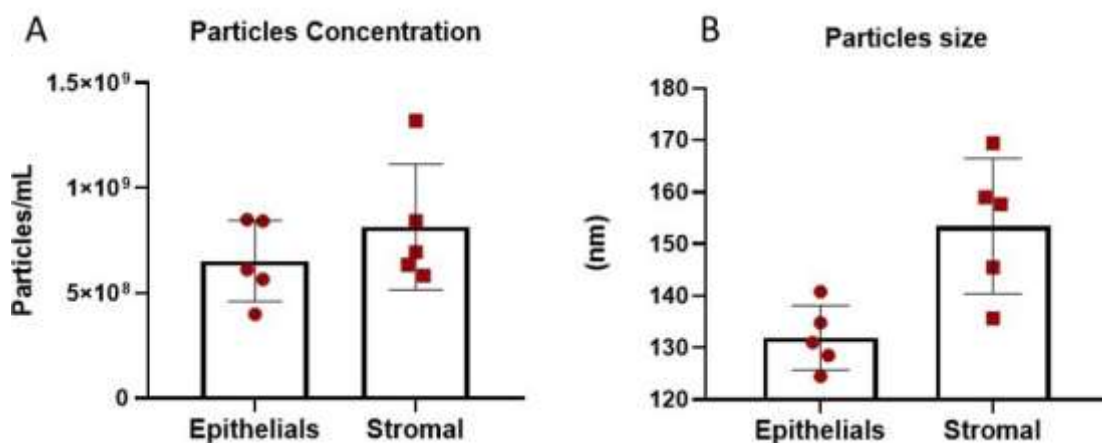 A
Particles Concentration
Particles/mL
1.5×10⁹
1×10⁹
5×10⁸
0
Epithelials Stromal
B
Particles size
(nm)
180
170
160
150
140
130
120
Epithelials Stromal